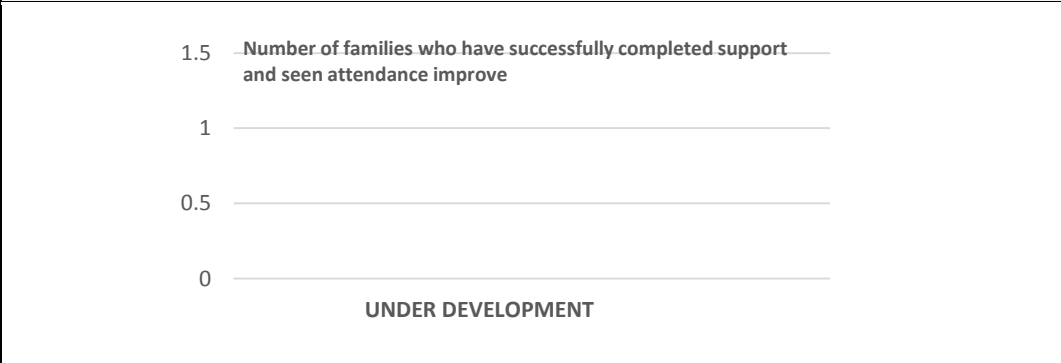 Number of families who have successfully completed support
and seen attendance improve
1.5
1
0.5
0
UNDER DEVELOPMENT